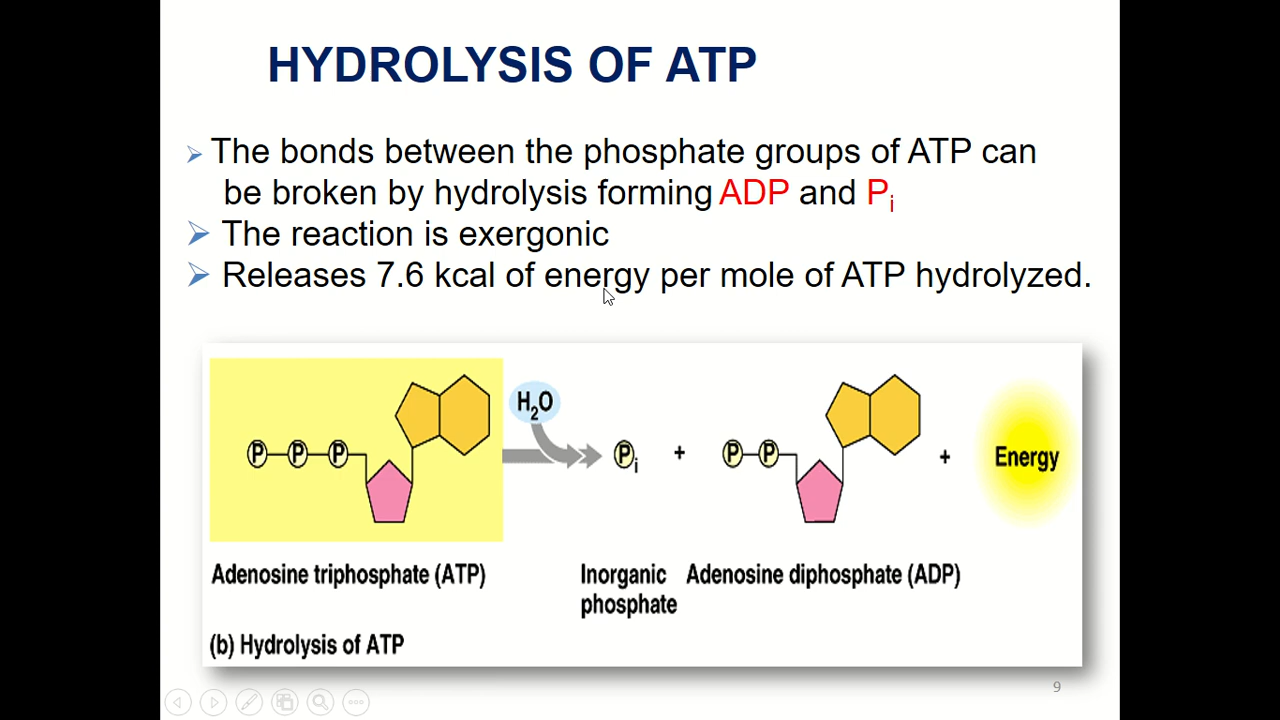 HYDROLYSIS OF ATP
The bonds between the phosphate groups of ATP can
be broken by hydrolysis forming ADP and Pi
The reaction is exergonic
Releases 7.6 kcal of energy per mole of ATP hydrolyzed.
H2O
P P P Pi + P P + Energy
Adenosine triphosphate (ATP) Inorganic phosphate Adenosine diphosphate (ADP)
(b) Hydrolysis of ATP
9